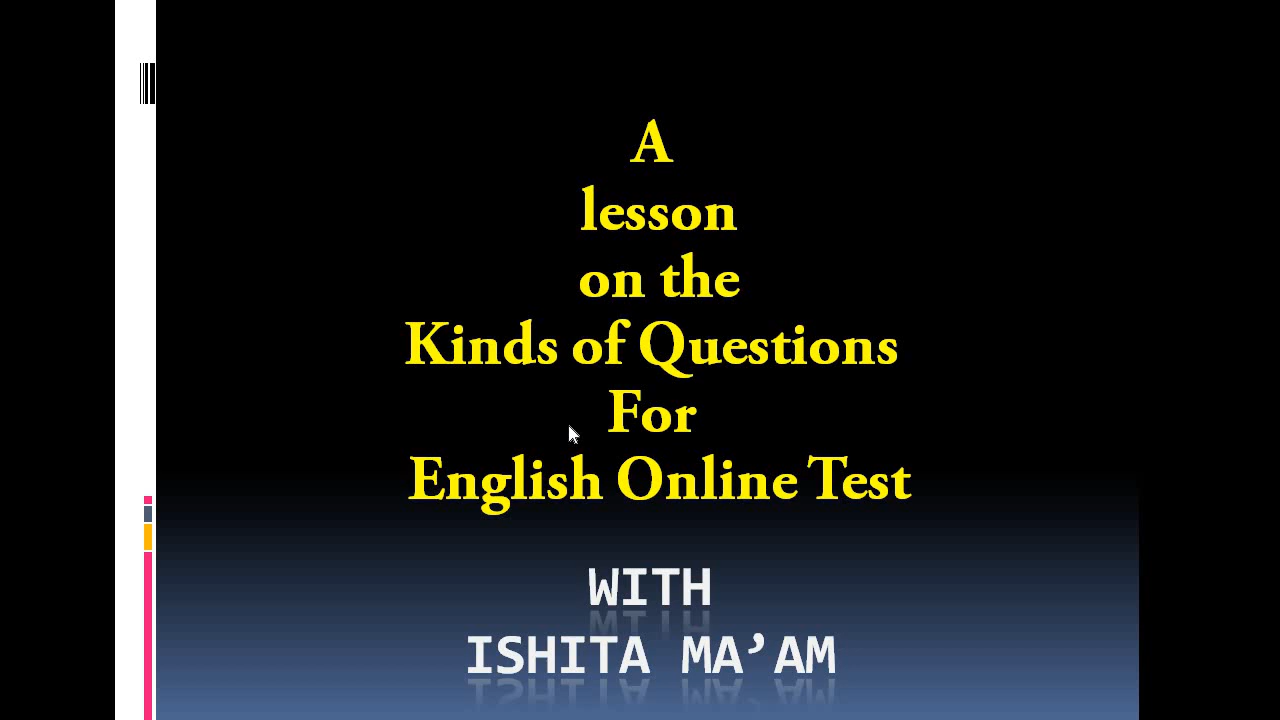 A
lesson
on the
Kinds of Questions
For
English Online Test
WITH
ISHITA MA’AM